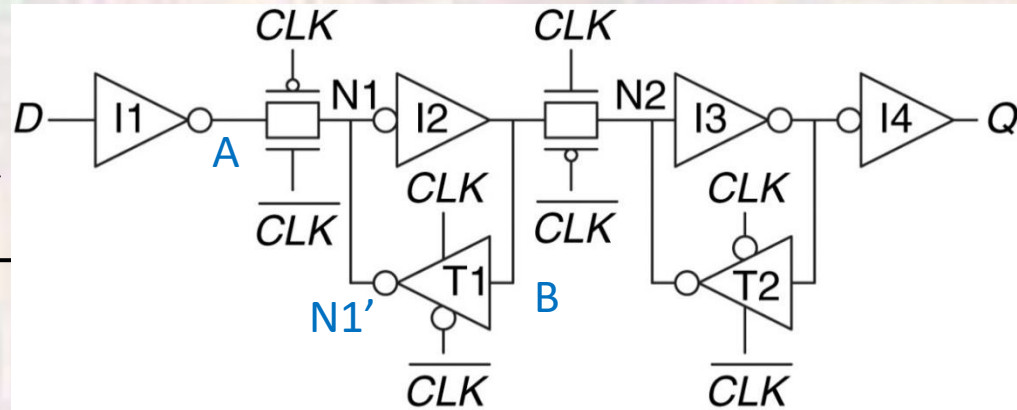 CLK CLK
D I1 N1 I2 N2 I3 I4 Q
A
CLK CLK CLK CLK
T1 T2
N1’ B
CLK CLK